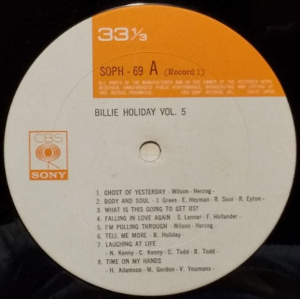 33 1/3
SOPH - 69 A (Record 1)
BILLIE HOLIDAY VOL. 5
CBS
SONY
1. GHOST OF YESTERDAY - Wilson - Herzog -
2. BODY AND SOUL - J. Green - E. Heyman - R. Sour - R. Eyton -
3. WHAT IS THIS GOING TO GET US?
4. FALLING IN LOVE AGAIN - S. Lenner - F. Hollander -
5. I'M PULLING THROUGH - Wilson - Herzog -
6. TELL ME MORE - B. Holiday -
7. LAUGHING AT LIFE
- N. Kenny - C. Kenny - C. Todd - B. Todd -
8. TIME ON MY HANDS
- H. Adamson - M. Gordon - V. Youmans -